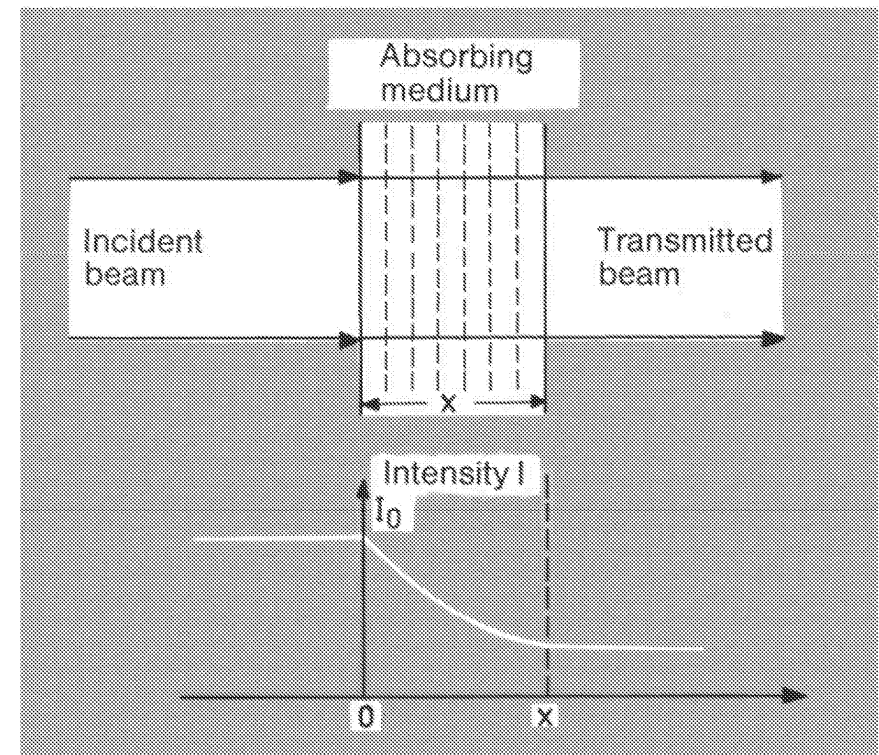 Absorbing
medium
Incident
beam
Transmitted
beam
x
Intensity I
I₀
0
x